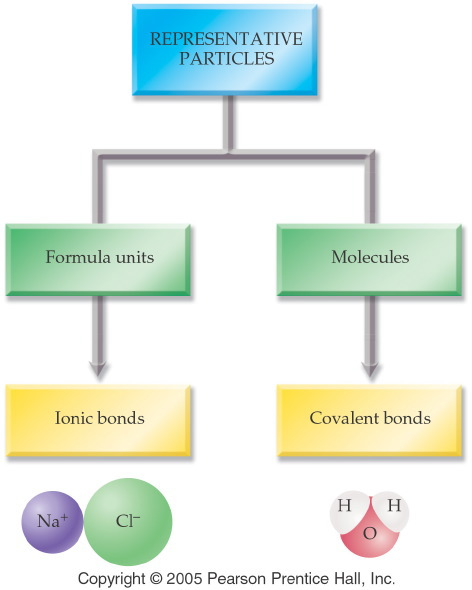 REPRESENTATIVE
PARTICLES
Formula units
Molecules
Ionic bonds
Covalent bonds
Na⁺
Cl⁻
H
H
O
Copyright © 2005 Pearson Prentice Hall, Inc.